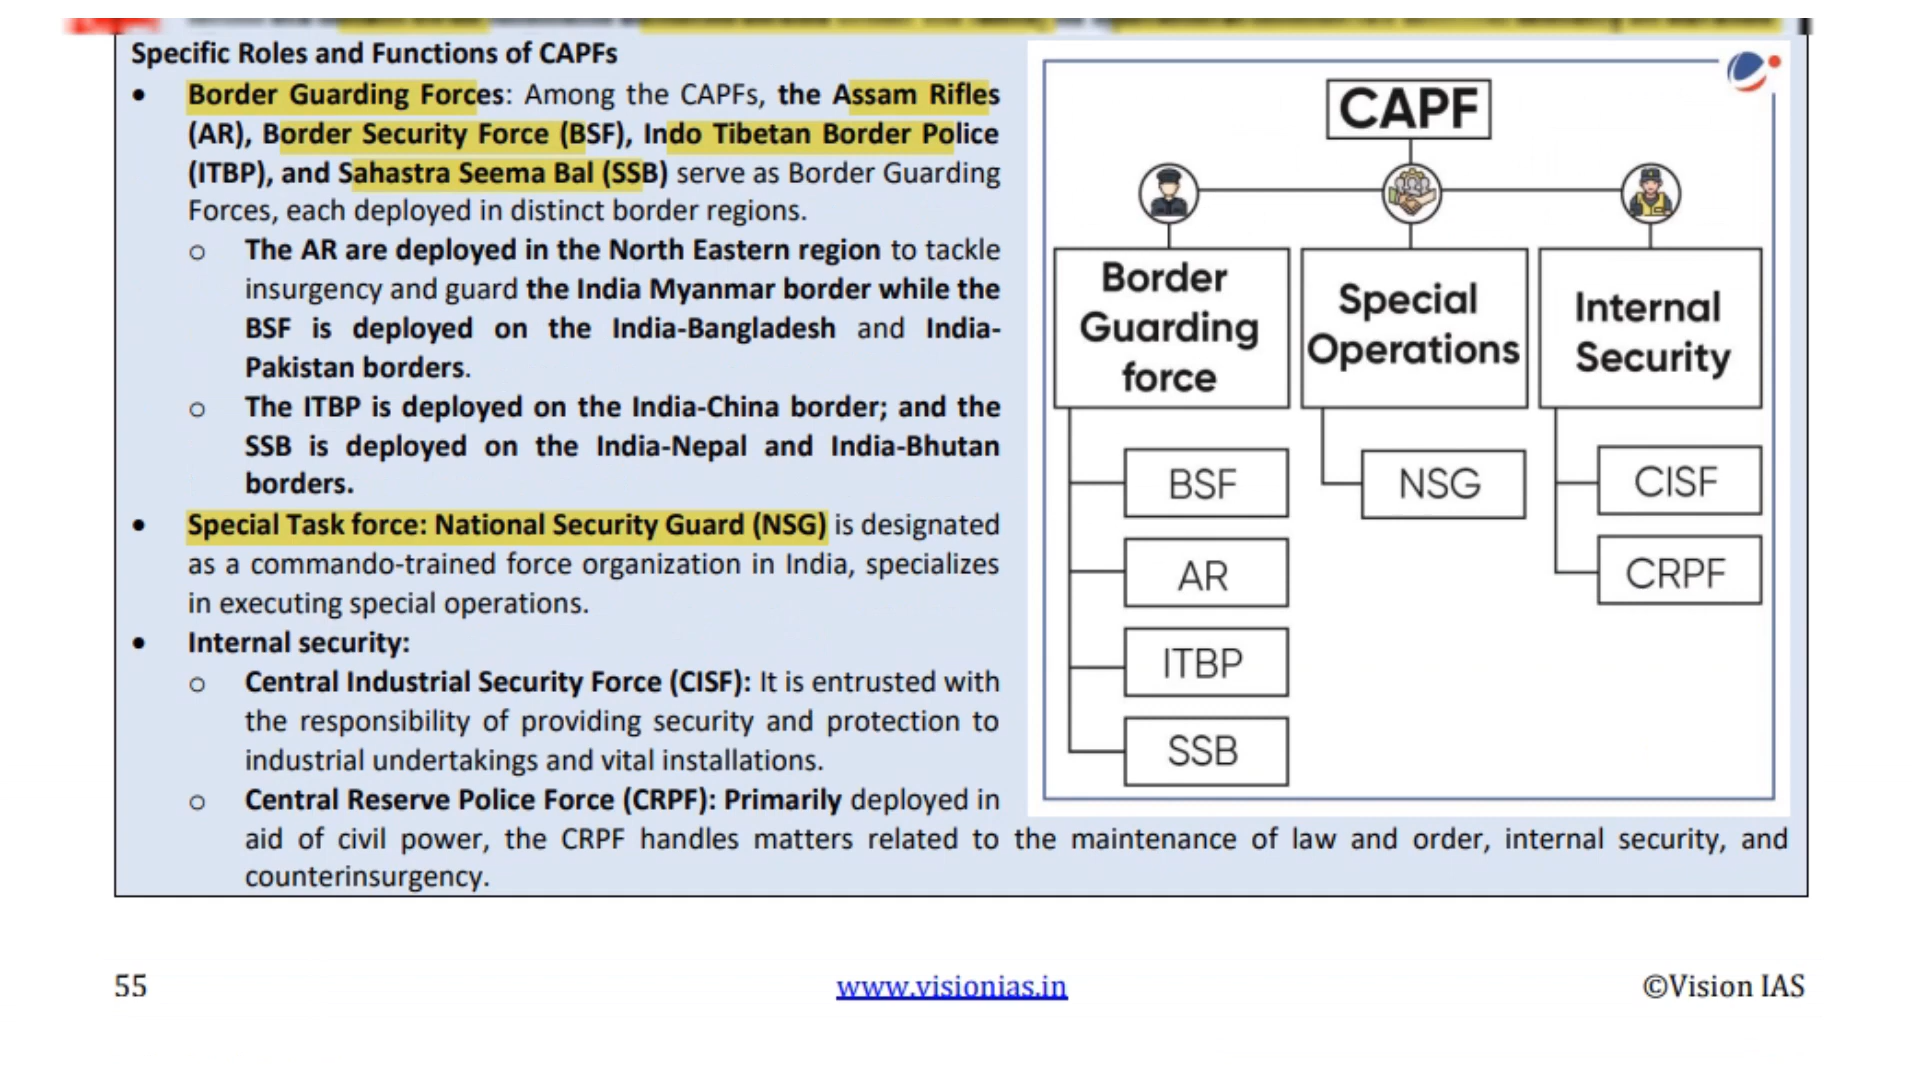 Specific Roles and Functions of CAPFs
• Border Guarding Forces: Among the CAPFs, the Assam Rifles
(AR), Border Security Force (BSF), Indo Tibetan Border Police
(ITBP), and Sahastra Seema Bal (SSB) serve as Border Guarding
Forces, each deployed in distinct border regions.
o The AR are deployed in the North Eastern region to tackle
insurgency and guard the India Myanmar border while the
BSF is deployed on the India-Bangladesh and India-
Pakistan borders.
o The ITBP is deployed on the India-China border; and the
SSB is deployed on the India-Nepal and India-Bhutan
borders.
• Special Task force: National Security Guard (NSG) is designated
as a commando-trained force organization in India, specializes
in executing special operations.
• Internal security:
o Central Industrial Security Force (CISF): It is entrusted with
the responsibility of providing security and protection to
industrial undertakings and vital installations.
o Central Reserve Police Force (CRPF): Primarily deployed in
aid of civil power, the CRPF handles matters related to the maintenance of law and order, internal security, and
counterinsurgency.
CAPF
Border
Guarding
force
BSF
AR
ITBP
SSB
Special
Operations
NSG
Internal
Security
CISF
CRPF
55
www.visionias.in
©Vision IAS